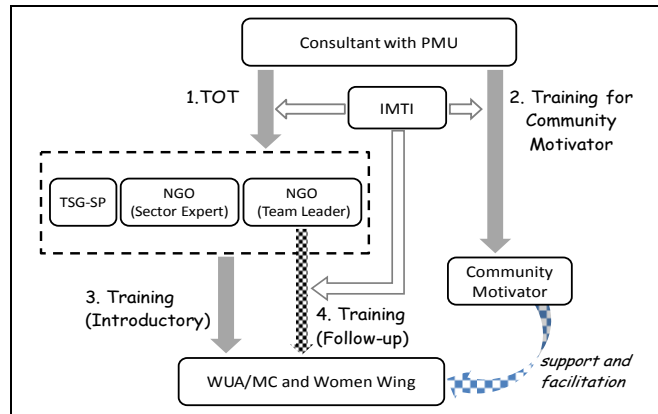 Consultant with PMU
1.TOT
IMTI
2. Training for
Community
Motivator
TSG-SP
NGO
(Sector Expert)
NGO
(Team Leader)
Community
Motivator
3. Training
(Introductory)
4. Training
(Follow-up)
support and
facilitation
WUA/MC and Women Wing